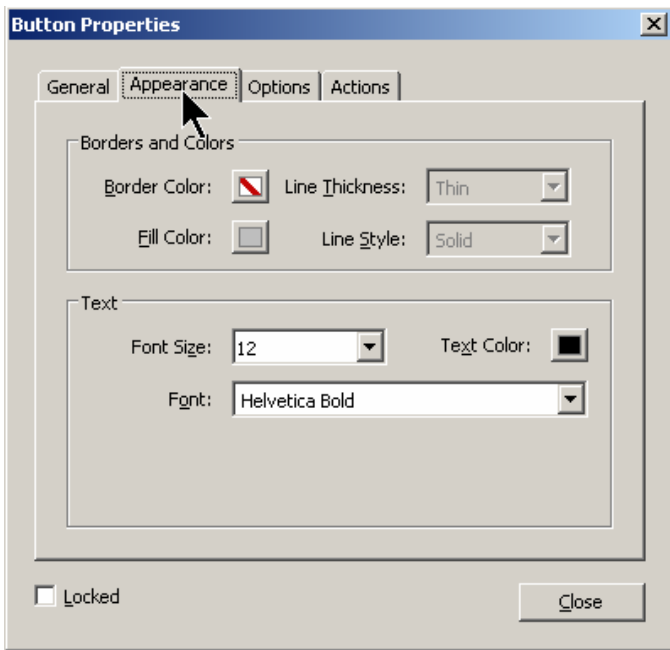 Button Properties
General Appearance Options Actions
Borders and Colors
Border Color: Line Thickness: Thin
Fill Color: Line Style: Solid
Text
Font Size: 12 Text Color:
Font: Helvetica Bold
Locked Close